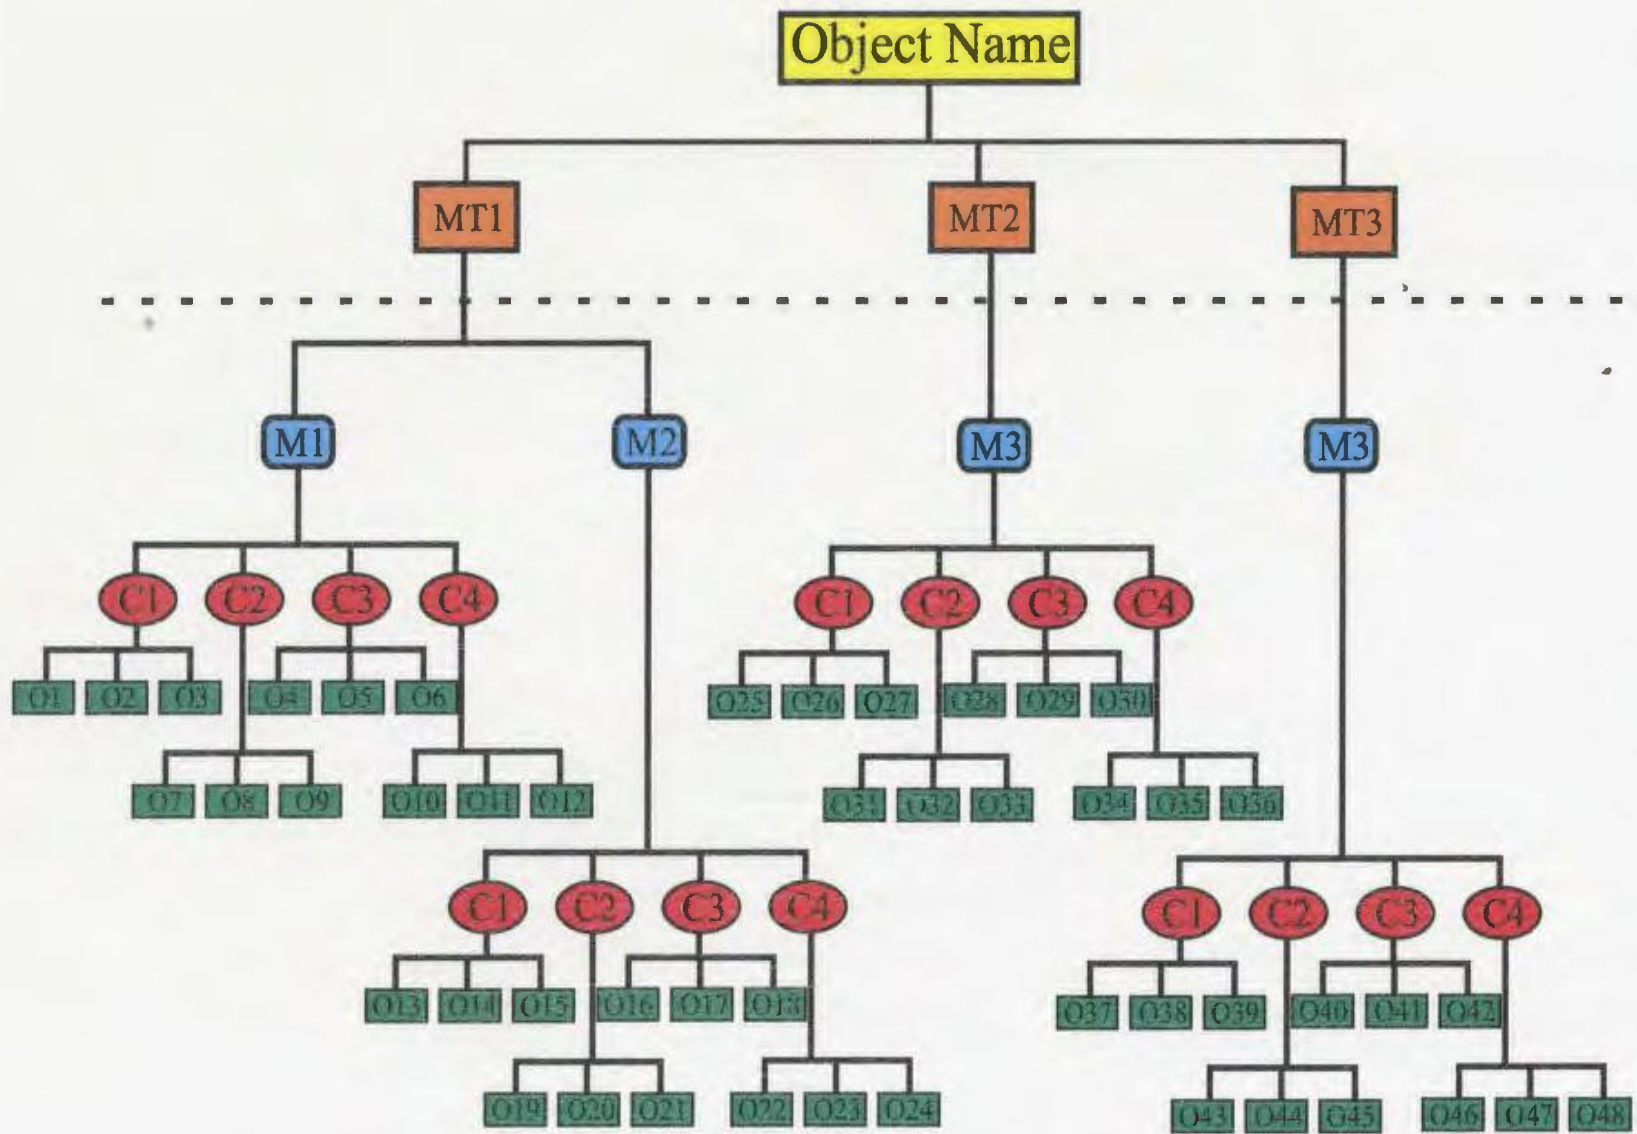 Object Name
MT1 MT2 MT3
M1 M2 M3 M3
C1 C2 C3 C4 C1 C2 C3 C4
O1 O2 O3 O4 O5 O6 O25 O26 O27 O28 O29 O30
O7 O8 O9 O10 O11 O12 O31 O32 O33 O34 O35 O36
C1 C2 C3 C4 C1 C2 C3 C4
O13 O14 O15 O16 O17 O18 O37 O38 O39 O40 O41 O42
O19 O20 O21 O22 O23 O24 O43 O44 O45 O46 O47 O48